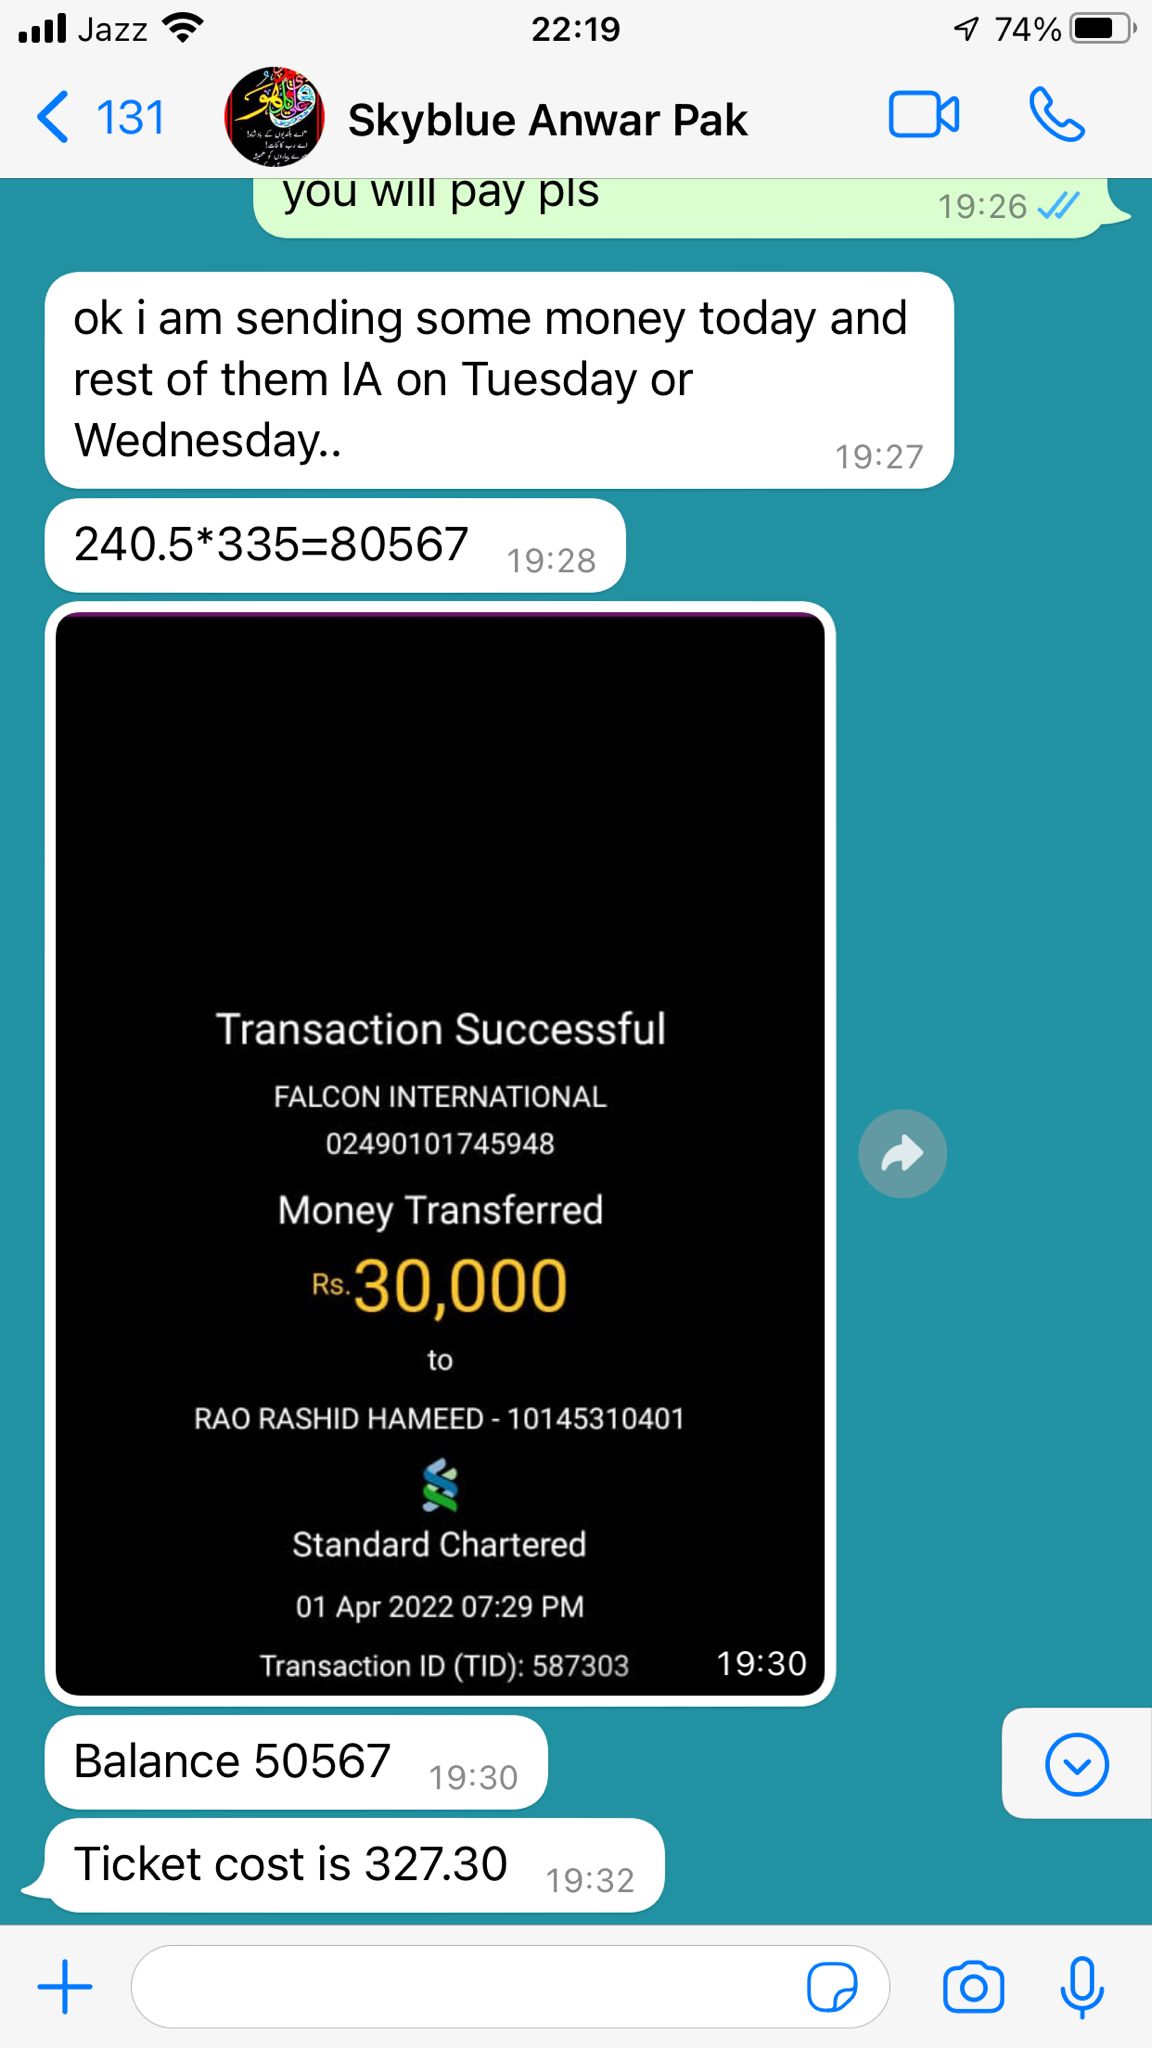 Jazz
22:19
74%
131
Skyblue Anwar Pak
you will pay pls
19:26
ok i am sending some money today and
rest of them IA on Tuesday or
Wednesday..
19:27
240.5*335=80567
19:28
Transaction Successful
FALCON INTERNATIONAL
02490101745948
Money Transferred
Rs.30,000
to
RAO RASHID HAMEED - 10145310401
Standard Chartered
01 Apr 2022 07:29 PM
Transaction ID (TID): 587303
19:30
Balance 50567
19:30
Ticket cost is 327.30
19:32